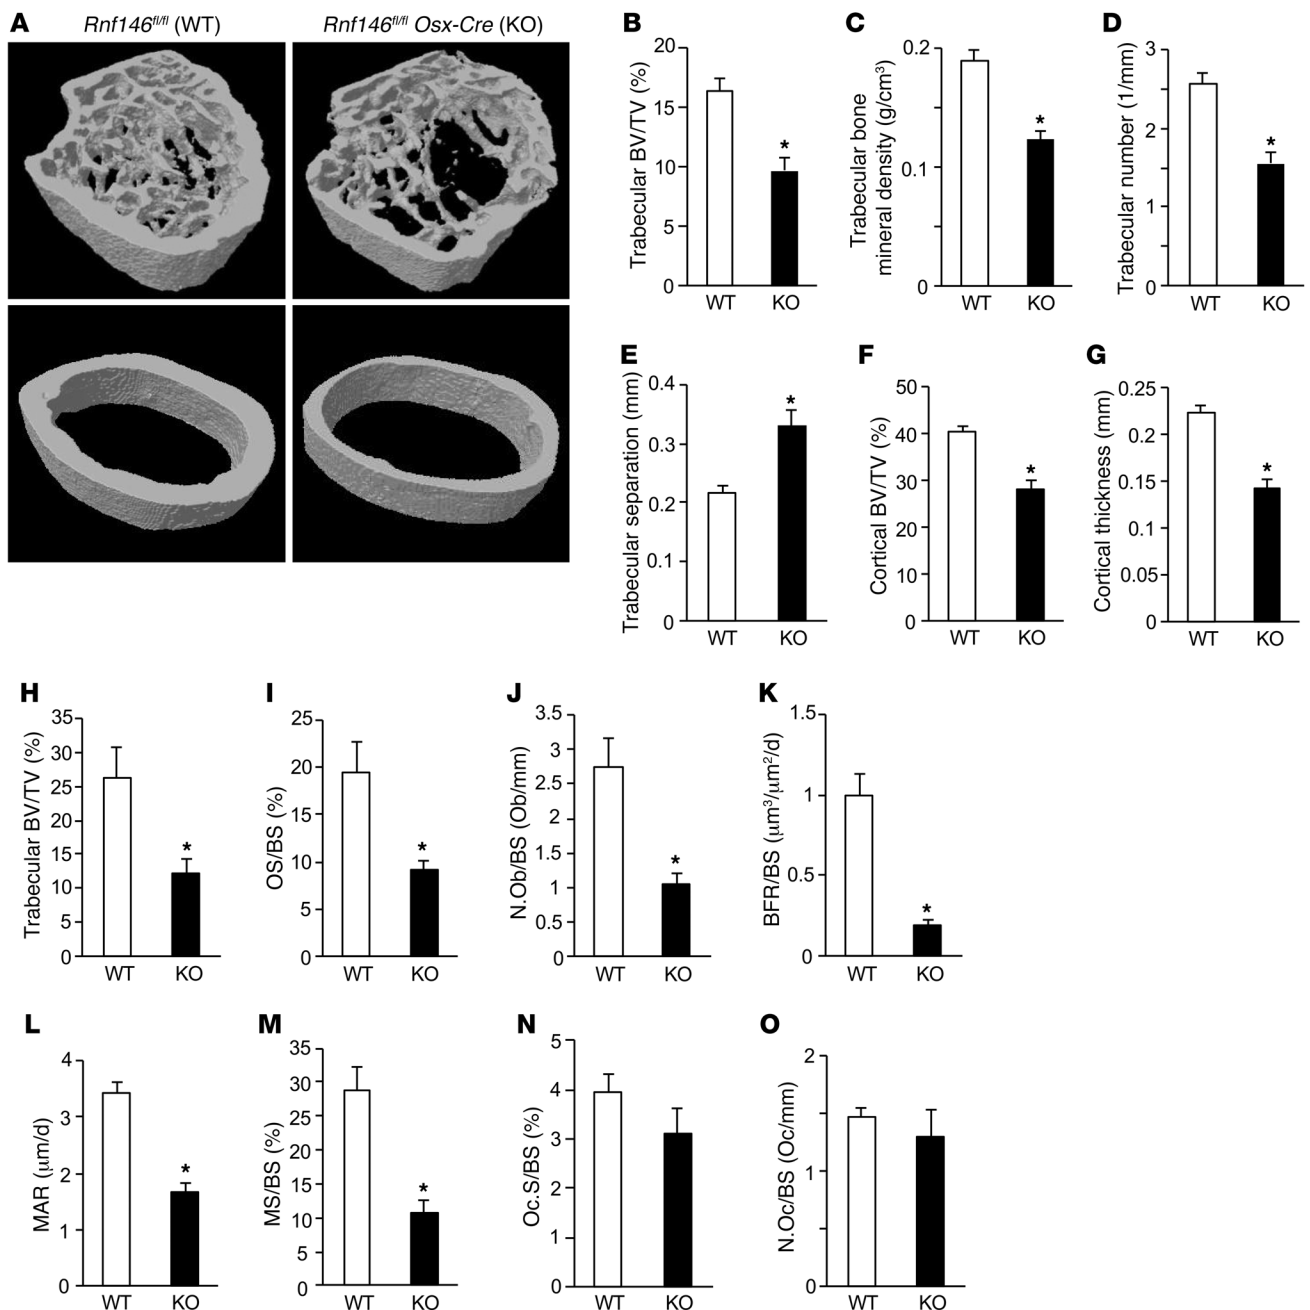 A
Rnf146fl/fl (WT)
Rnf146fl/fl Osx-Cre (KO)
B
Trabecular BV/TV (%)
20
15
10
5
0
*
WT
KO
C
Trabecular bone
mineral density (g/cm³)
0.2
0.1
0
*
WT
KO
D
Trabecular number (1/mm)
3
2
1
0
*
WT
KO
E
Trabecular separation (mm)
0.4
0.3
0.2
0.1
0
*
WT
KO
F
Cortical BV/TV (%)
50
40
30
20
10
0
*
WT
KO
G
Cortical thickness (mm)
0.25
0.2
0.15
0.1
0.05
0
*
WT
KO
H
Trabecular BV/TV (%)
35
30
25
20
15
10
5
0
*
WT
KO
I
OS/BS (%)
25
20
15
10
5
0
*
WT
KO
J
N.Ob/BS (Ob/mm)
3.5
3
2.5
2
1.5
1
0.5
0
*
WT
KO
K
BFR/BS (μm³/μm²/d)
1.5
1
0.5
0
*
WT
KO
L
MAR (μm/d)
4
3
2
1
0
*
WT
KO
M
MS/BS (%)
35
30
25
20
15
10
5
0
*
WT
KO
N
Oc.S/BS (%)
5
4
3
2
1
0
WT
KO
O
N.Oc/BS (Oc/mm)
2
1
0
WT
KO